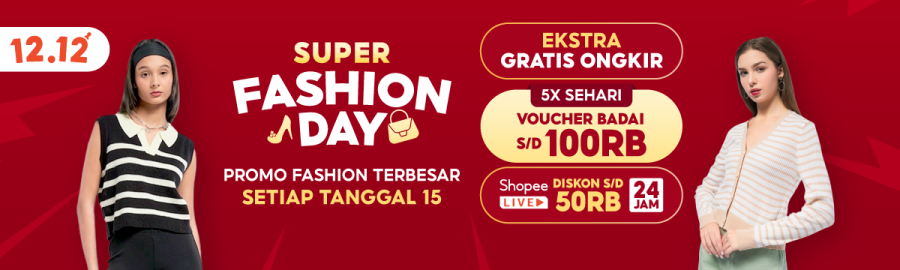 12.12
SUPER
FASHION
DAY
PROMO FASHION TERBESAR
SETIAP TANGGAL 15
EKSTRA
GRATIS ONGKIR
5X SEHARI
VOUCHER BADAI
S/D 100RB
Shopee
LIVE
DISKON S/D
50RB
24
JAM